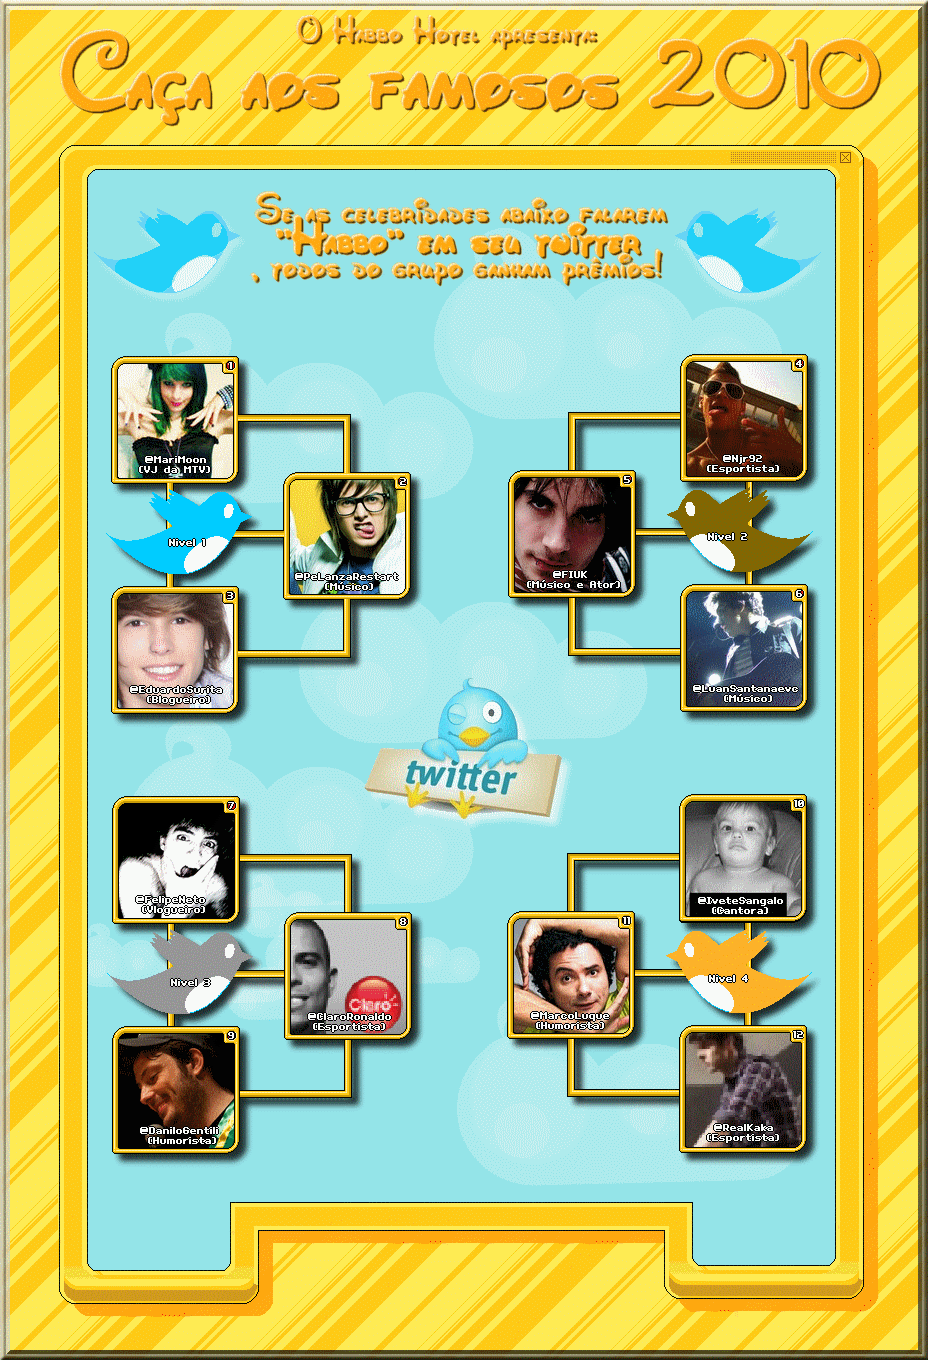 O Habbo Hotel apresenta:
Caça aos famosos 2010
Se as celebridades abaixo falarem
"Habbo" em seu twitter
, todos do grupo ganham prêmios!
1
@MariMoon
(VJ da MTV)
2
@PeLanzaRestart
(Músico)
Nivel 1
3
@EduardoSurita
(Blogueiro)
4
@Njr92
(Esportista)
5
@FIUK
(Músico e Ator)
Nivel 2
6
@LuanSantanaevc
(Músico)
twitter
7
@FelipeNeto
(Vlogueiro)
8
Claro
@ClaroRonaldo
(Esportista)
Nivel 3
9
@DaniloGentili
(Humorista)
10
@IveteSangalo
(Cantora)
11
@MarcoLuque
(Humorista)
Nivel 4
12
@RealKaka
(Esportista)